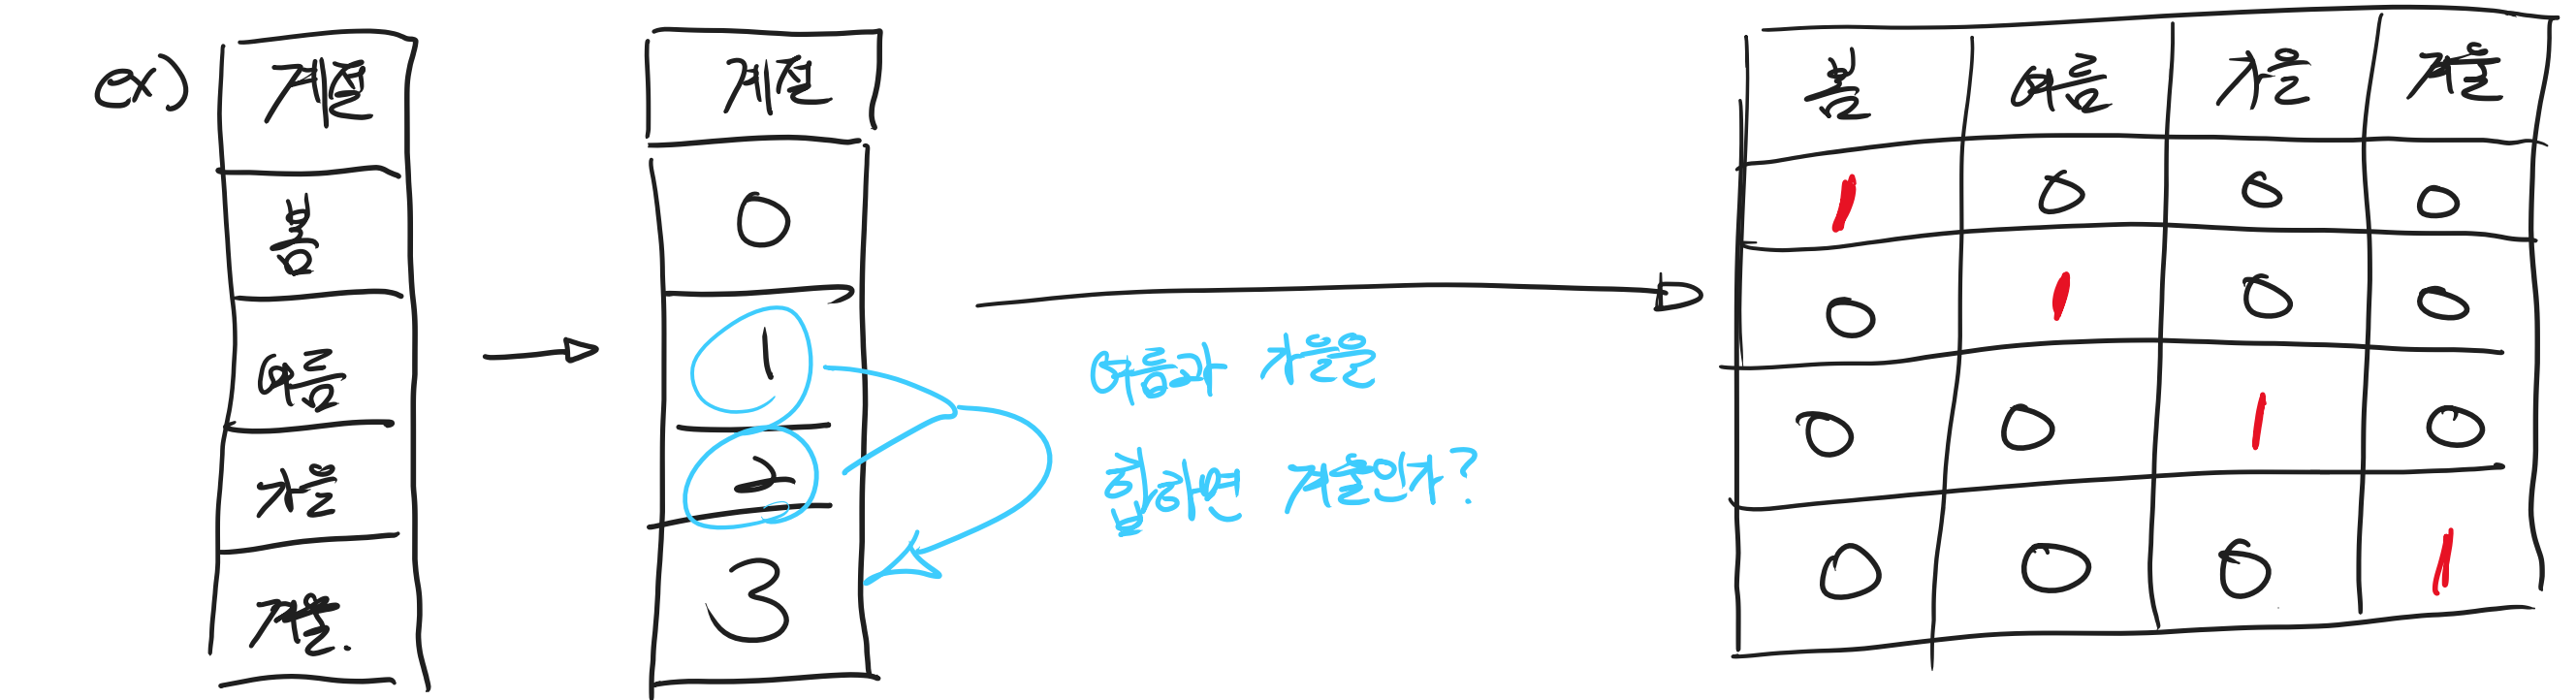 ex)
계절
봄
여름
가을
겨울.
계절
0
1
2
3
여름과 가을을
합하면 겨울인가?
봄 여름 가을 겨울
1 0 0 0
0 1 0 0
0 0 1 0
0 0 0 1